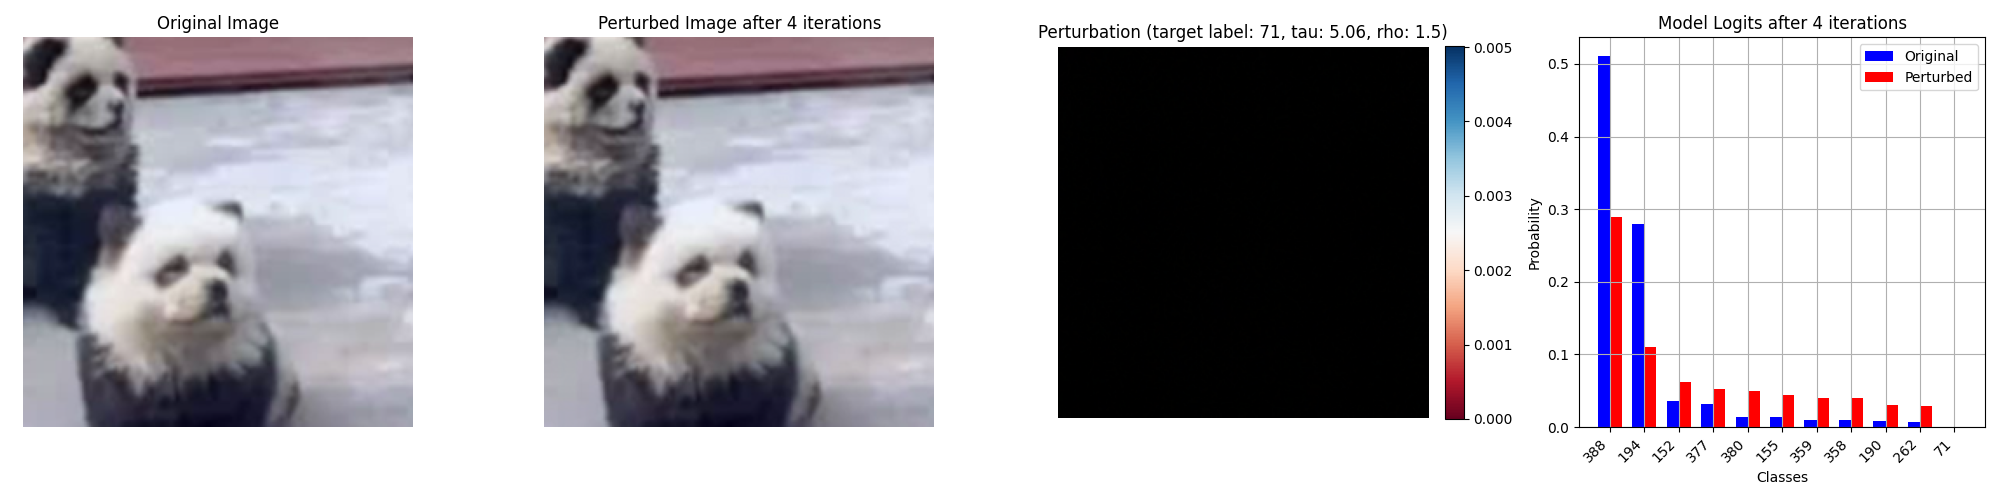 Original Image
Perturbed Image after 4 iterations
Perturbation (target label: 71, tau: 5.06, rho: 1.5)
0.005
0.004
0.003
0.002
0.001
0.000
Model Logits after 4 iterations
Original
Perturbed
Probability
0.5
0.4
0.3
0.2
0.1
0.0
388
194
152
377
380
155
359
358
190
262
71
Classes